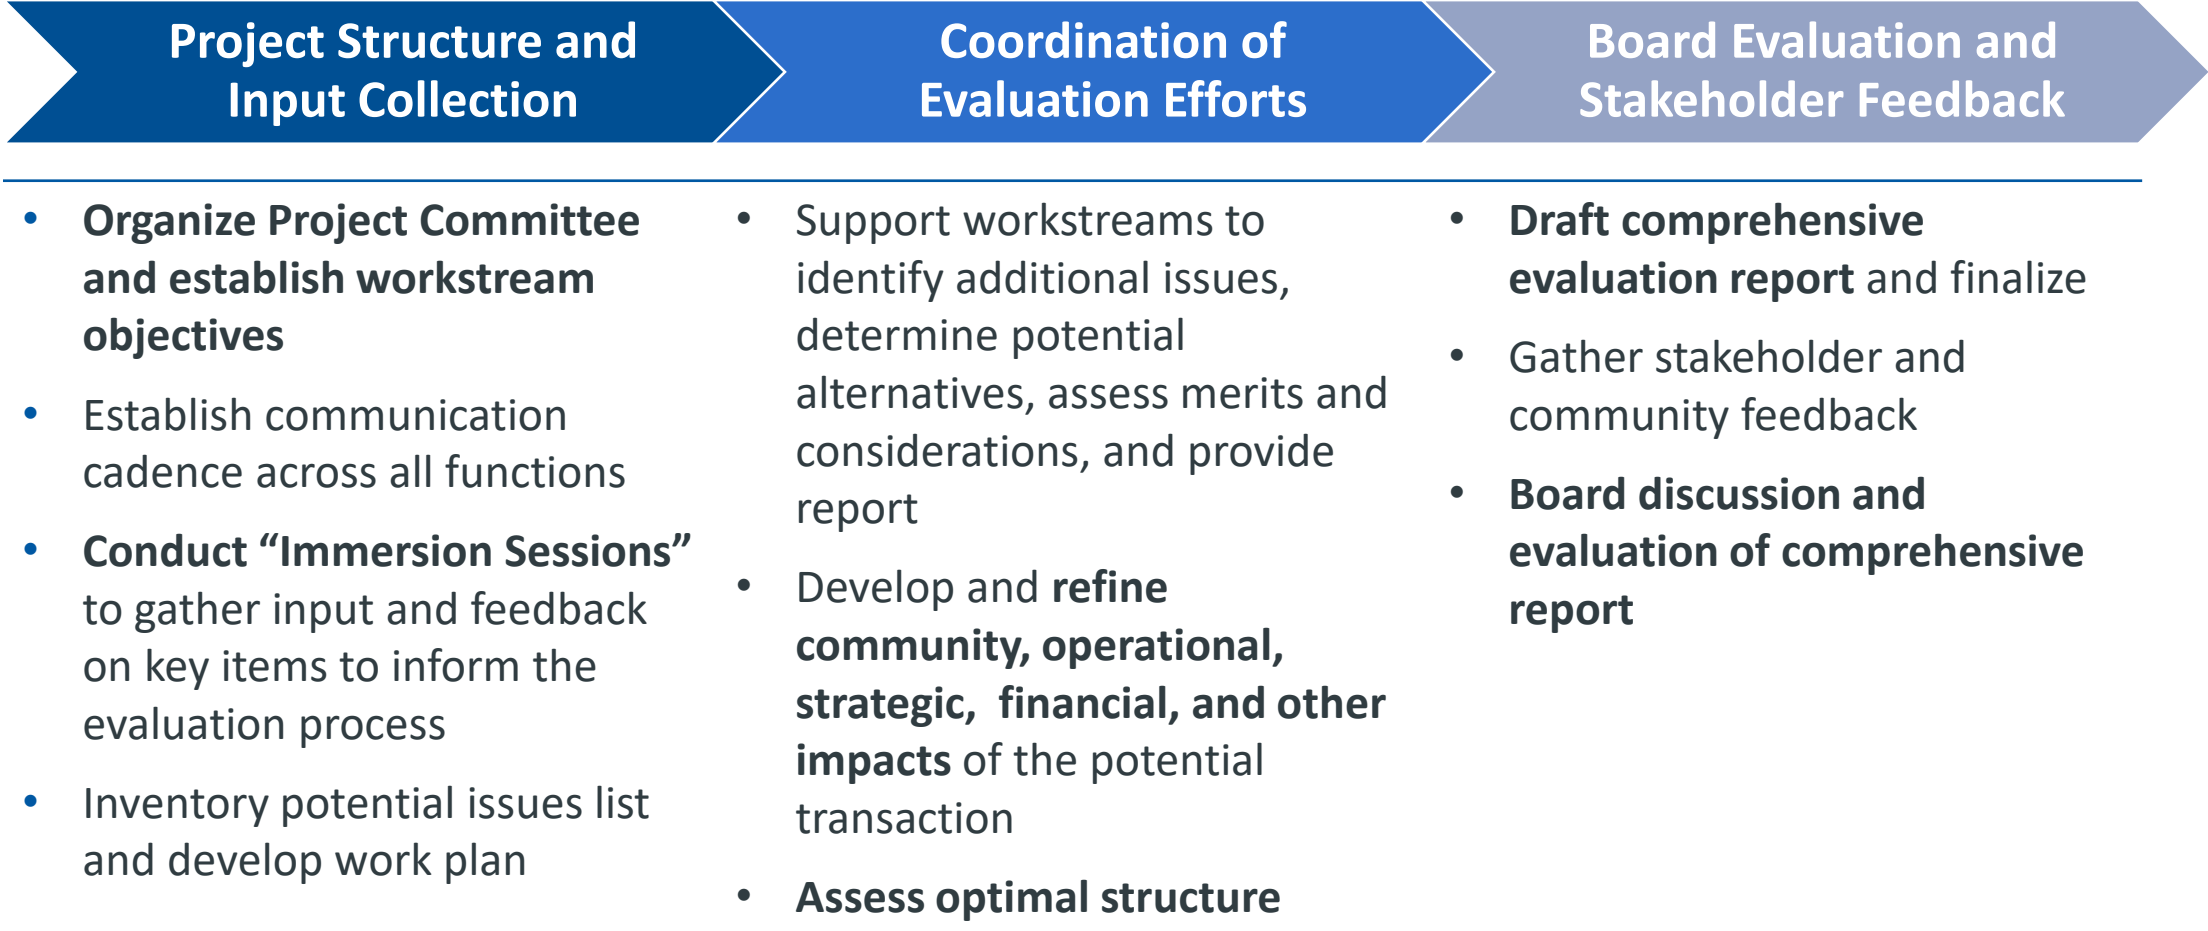 Project Structure and
Input Collection
Coordination of
Evaluation Efforts
Board Evaluation and
Stakeholder Feedback
• Organize Project Committee
and establish workstream
objectives
• Establish communication
cadence across all functions
• Conduct “Immersion Sessions”
to gather input and feedback
on key items to inform the
evaluation process
• Inventory potential issues list
and develop work plan
• Support workstreams to
identify additional issues,
determine potential
alternatives, assess merits and
considerations, and provide
report
• Develop and refine
community, operational,
strategic,  financial, and other
impacts of the potential
transaction
• Assess optimal structure
• Draft comprehensive
evaluation report and finalize
• Gather stakeholder and
community feedback
• Board discussion and
evaluation of comprehensive
report